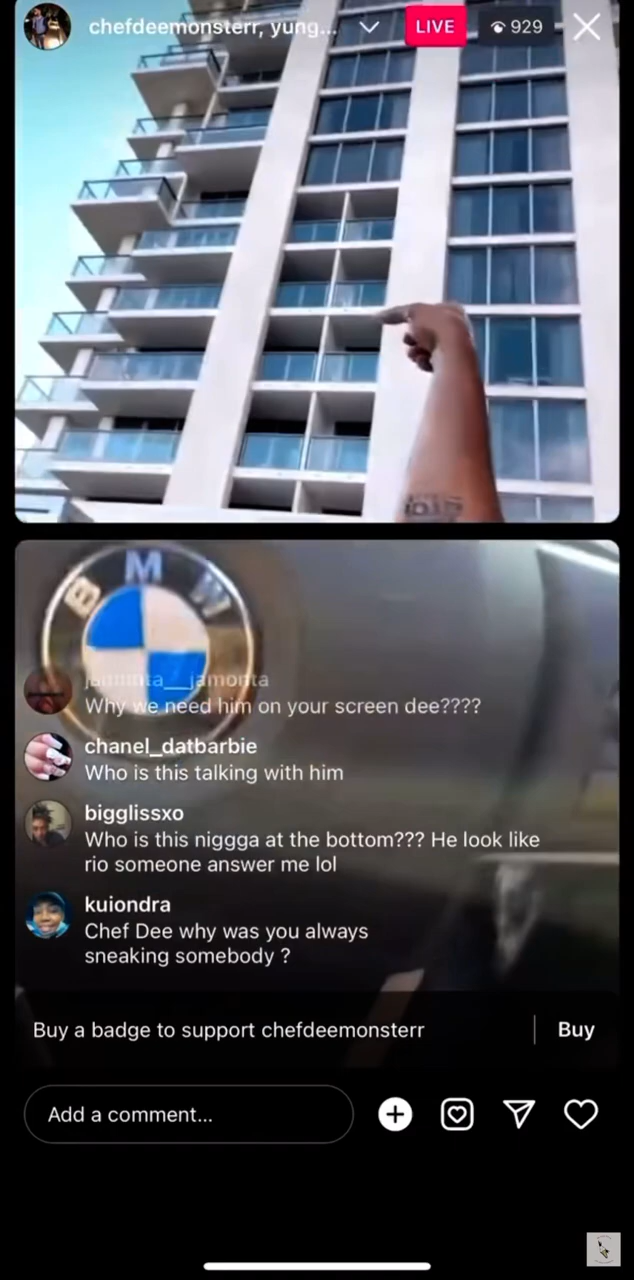 chefdeemonsterr, yung...
LIVE
929
B M W
jamonta__jamonta
Why we need him on your screen dee????
chanel_datbarbie
Who is this talking with him
bigglissxo
Who is this niggga at the bottom??? He look like
rio someone answer me lol
kuiondra
Chef Dee why was you always
sneaking somebody ?
Buy a badge to support chefdeemonsterr
Buy
Add a comment...